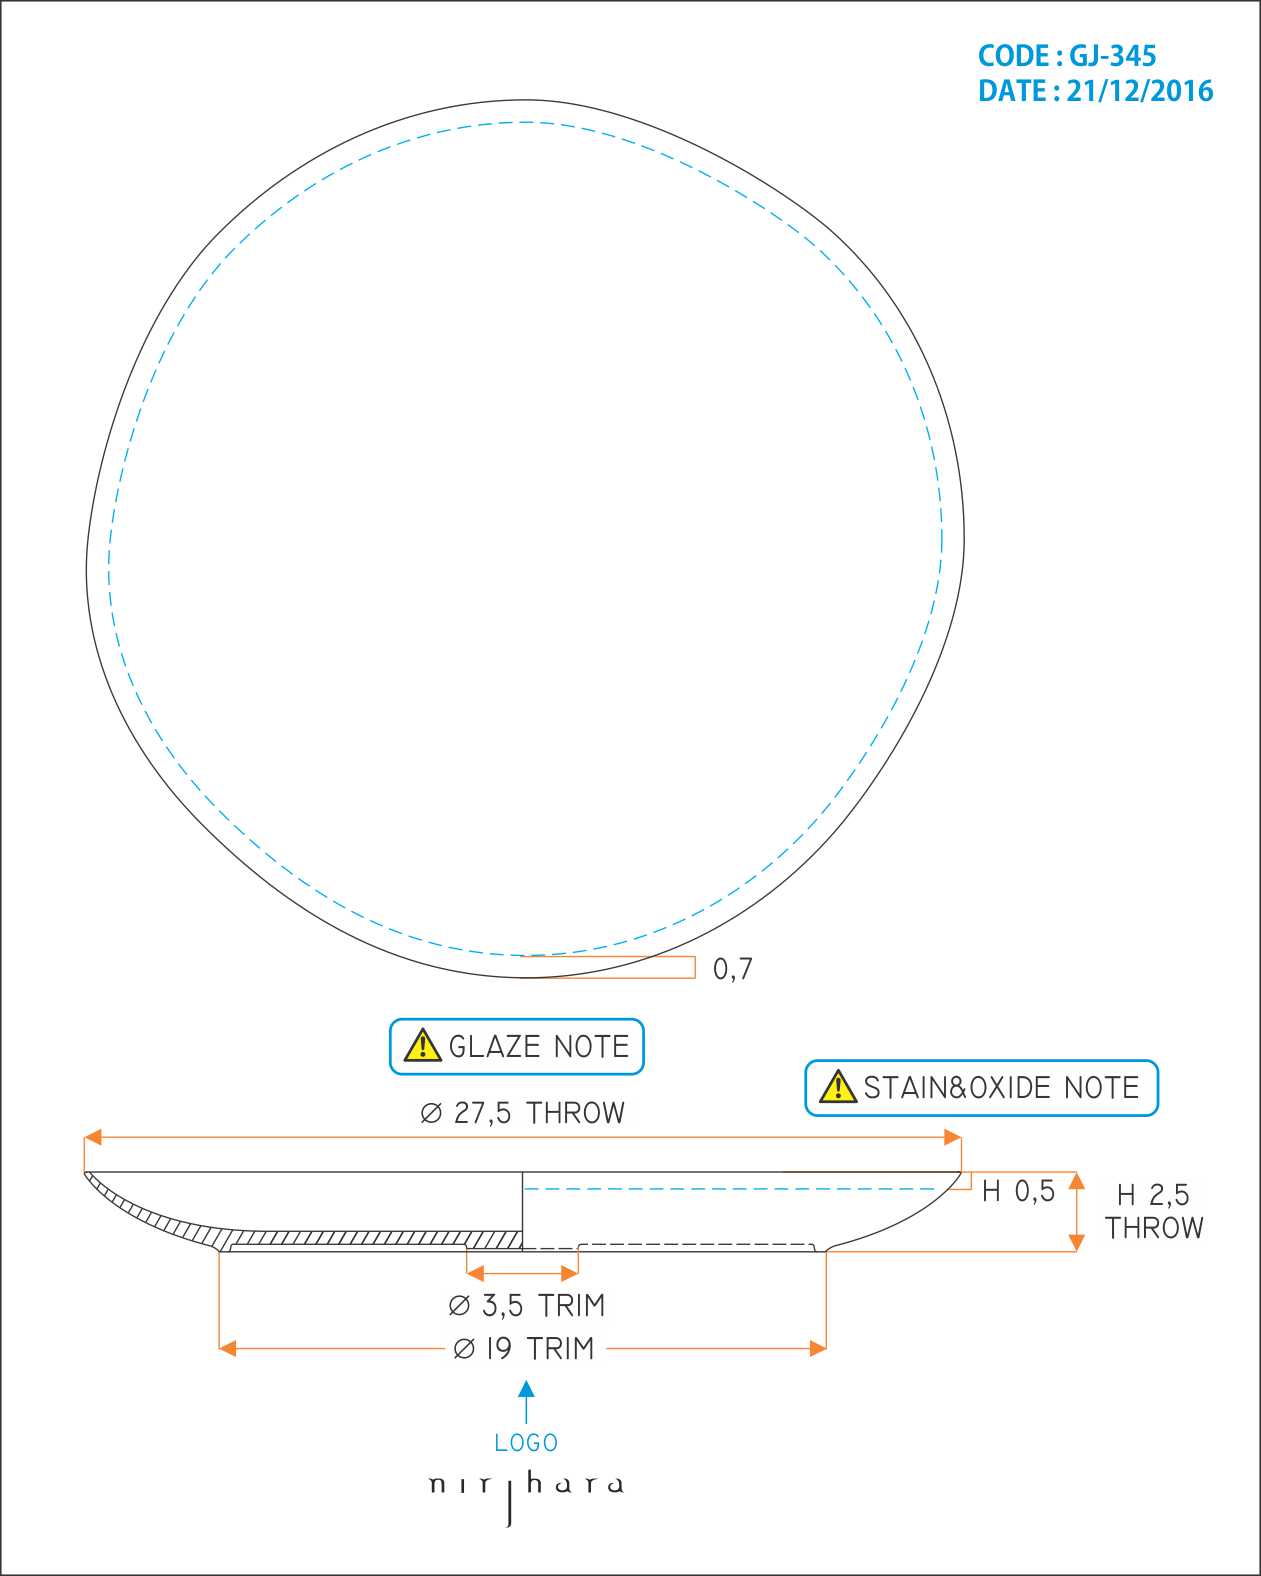 CODE : GJ-345
DATE : 21/12/2016
0,7
GLAZE NOTE
STAIN&OXIDE NOTE
Ø 27,5 THROW
H 0,5
H 2,5
THROW
Ø 3,5 TRIM
Ø 19 TRIM
LOGO
nirjhara